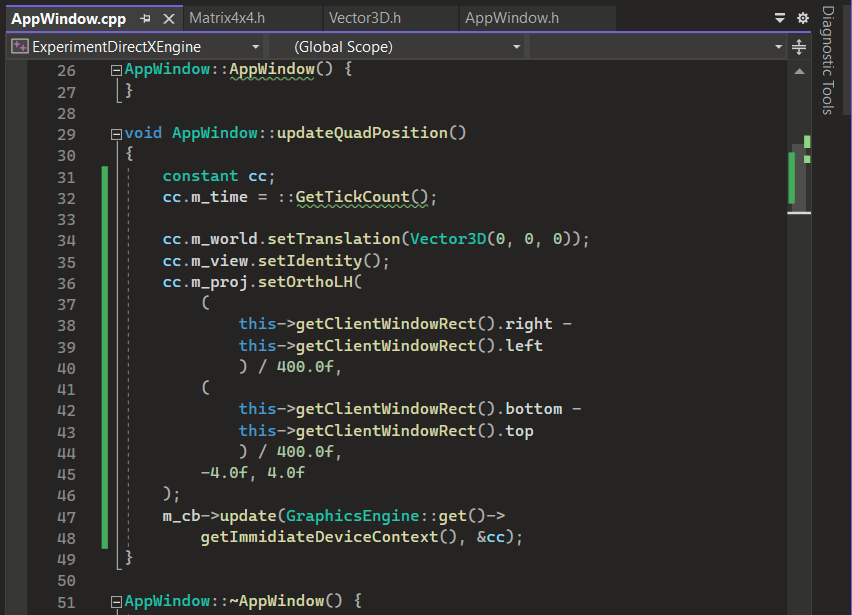 AppWindow.cpp Matrix4x4.h Vector3D.h AppWindow.h
ExperimentDirectXEngine (Global Scope)
Diagnostic Tools
26 AppWindow::AppWindow() {
27 }
28
29 void AppWindow::updateQuadPosition()
30 {
31 constant cc;
32 cc.m_time = ::GetTickCount();
33
34 cc.m_world.setTranslation(Vector3D(0, 0, 0));
35 cc.m_view.setIdentity();
36 cc.m_proj.setOrthoLH(
37 (
38 this->getClientWindowRect().right -
39 this->getClientWindowRect().left
40 ) / 400.0f,
41 (
42 this->getClientWindowRect().bottom -
43 this->getClientWindowRect().top
44 ) / 400.0f,
45 -4.0f, 4.0f
46 );
47 m_cb->update(GraphicsEngine::get()->
48 getImmidiateDeviceContext(), &cc);
49 }
50
51 AppWindow::~AppWindow() {